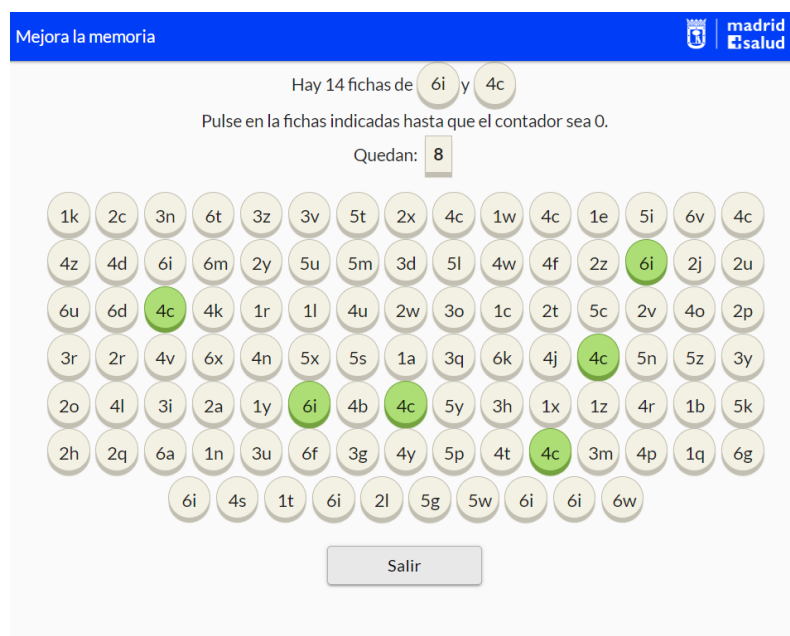 Mejora la memoria
madrid
salud
Hay 14 fichas de 6i y 4c
Pulse en la fichas indicadas hasta que el contador sea 0.
Quedan: 8
1k 2c 3n 6t 3z 3v 5t 2x 4c 1w 4c 1e 5i 6v 4c
4z 4d 6i 6m 2y 5u 5m 3d 5l 4w 4f 2z 6i 2j 2u
6u 6d 4c 4k 1r 1l 4u 2w 3o 1c 2t 5c 2v 4o 2p
3r 2r 4v 6x 4n 5x 5s 1a 3q 6k 4j 4c 5n 5z 3y
2o 4l 3i 2a 1y 6i 4b 4c 5y 3h 1x 1z 4r 1b 5k
2h 2q 6a 1n 3u 6f 3g 4y 5p 4t 4c 3m 4p 1q 6g
6i 4s 1t 6i 2l 5g 5w 6i 6i 6w
Salir